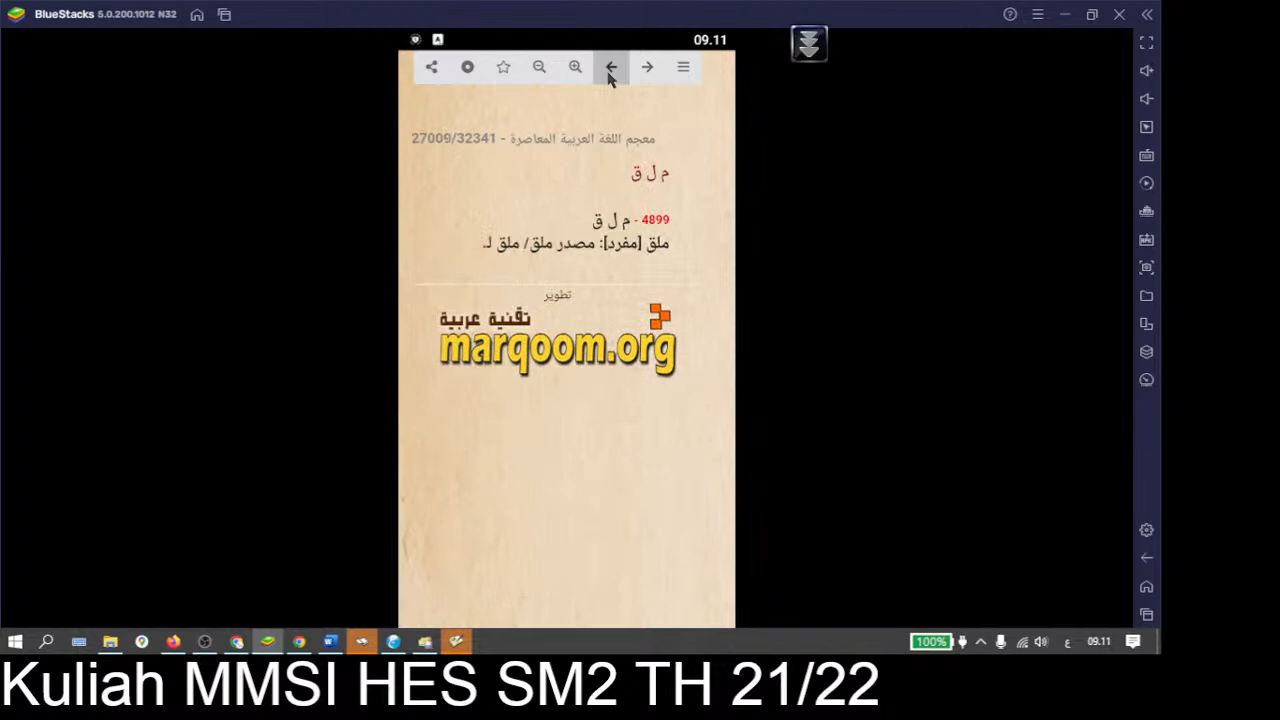 BlueStacks 5.0.200.1012 N32
09.11
معجم اللغة العربية المعاصرة - 27009/32341
م ل ق
4899 - م ل ق
ملق [مفرد]: مصدر ملق/ ملق لـ.
تطوير
تقنية عربية
marqoom.org
100%
ع
09.11
Kuliah MMSI HES SM2 TH 21/22